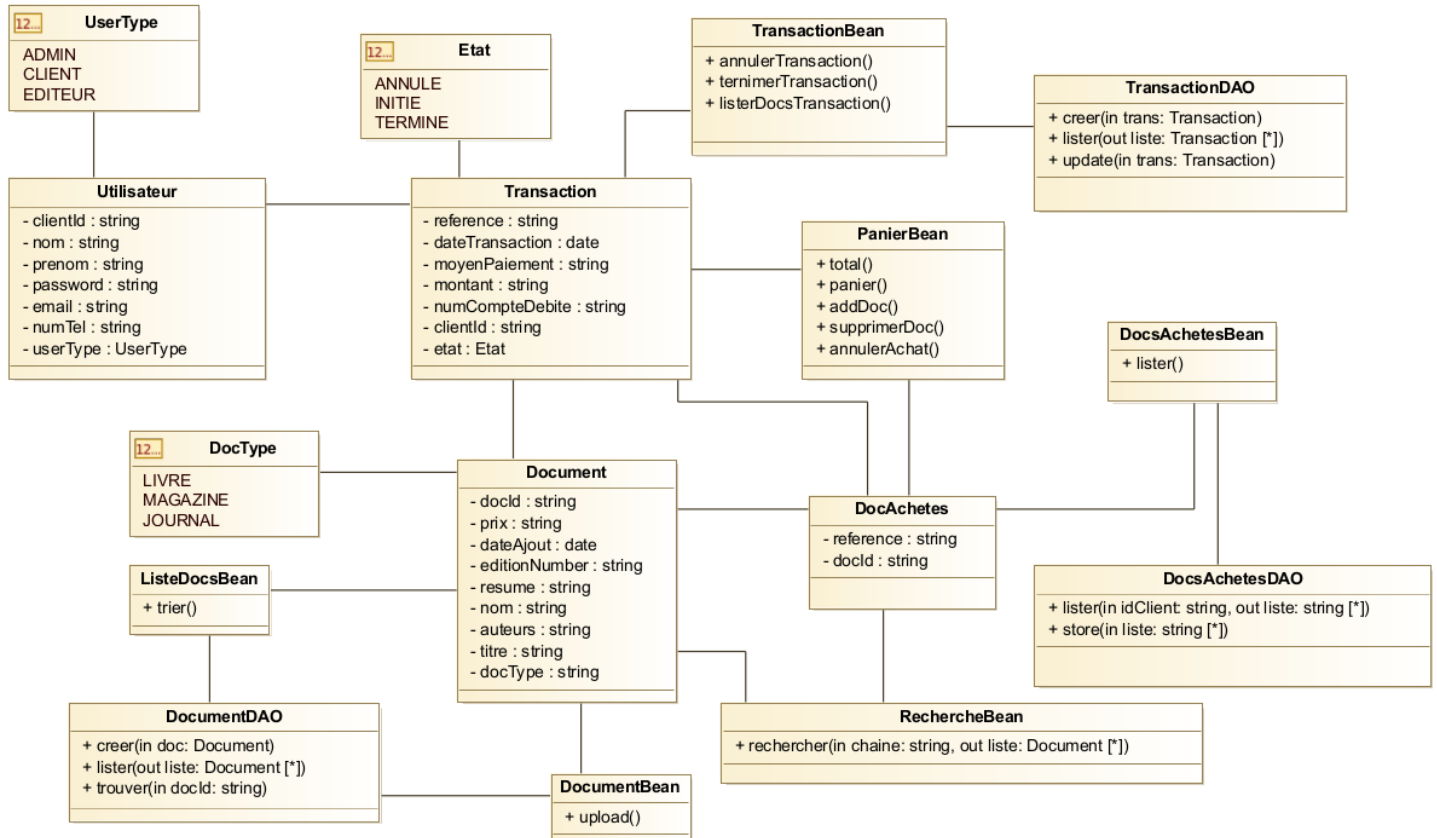 12...
UserType
ADMIN
CLIENT
EDITEUR
12...
Etat
ANNULE
INITIE
TERMINE
TransactionBean
+ annulerTransaction()
+ ternimerTransaction()
+ listerDocsTransaction()
TransactionDAO
+ creer(in trans: Transaction)
+ lister(out liste: Transaction [*])
+ update(in trans: Transaction)
Utilisateur
- clientId : string
- nom : string
- prenom : string
- password : string
- email : string
- numTel : string
- userType : UserType
Transaction
- reference : string
- dateTransaction : date
- moyenPaiement : string
- montant : string
- numCompteDebite : string
- clientId : string
- etat : Etat
PanierBean
+ total()
+ panier()
+ addDoc()
+ supprimerDoc()
+ annulerAchat()
DocsAchetesBean
+ lister()
12...
DocType
LIVRE
MAGAZINE
JOURNAL
Document
- docId : string
- prix : string
- dateAjout : date
- editionNumber : string
- resume : string
- nom : string
- auteurs : string
- titre : string
- docType : string
DocAchetes
- reference : string
- docId : string
ListeDocsBean
+ trier()
DocsAchetesDAO
+ lister(in idClient: string, out liste: string [*])
+ store(in liste: string [*])
DocumentDAO
+ creer(in doc: Document)
+ lister(out liste: Document [*])
+ trouver(in docId: string)
RechercheBean
+ rechercher(in chaine: string, out liste: Document [*])
DocumentBean
+ upload()